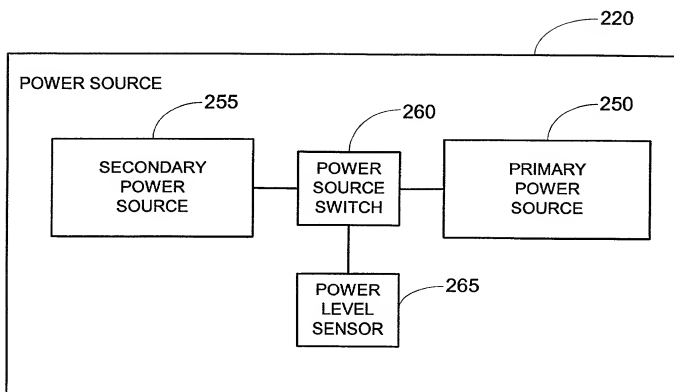 220
POWER SOURCE
255
260
250
SECONDARY
POWER
SOURCE
POWER
SOURCE
SWITCH
PRIMARY
POWER
SOURCE
POWER
LEVEL
SENSOR
265